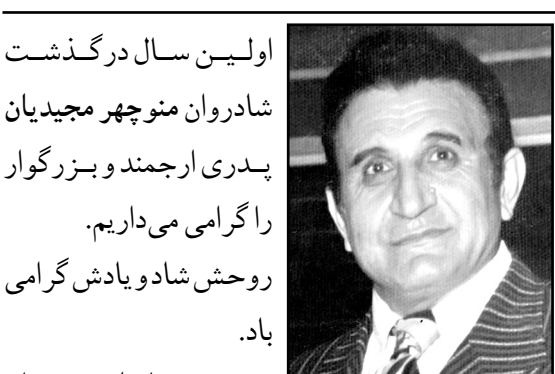 اولین سال درگذشت
شادروان منوچهر مجیدیان
پدری ارجمند و بزرگوار
را گرامی می‌داریم.
روحش شاد و یادش گرامی
باد.